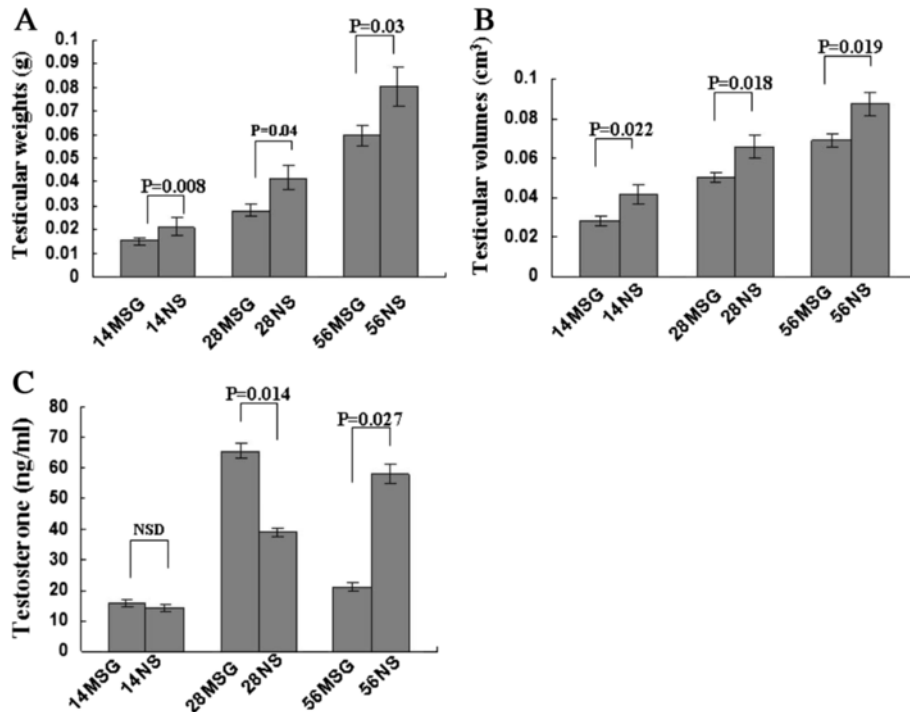 A
P=0.03
Testicular weights (g)
0.1
0.09
0.08
0.07
0.06
0.05
0.04
0.03
0.02
0.01
0
P=0.008
P=0.04
14MSG
14NS
28MSG
28NS
56MSG
56NS
B
P=0.019
P=0.018
P=0.022
Testicular volumes (cm³)
0.1
0.08
0.06
0.04
0.02
0
14MSG
14NS
28MSG
28NS
56MSG
56NS
C
P=0.014
P=0.027
NSD
Testosterone (ng/ml)
80
70
60
50
40
30
20
10
0
14MSG
14NS
28MSG
28NS
56MSG
56NS